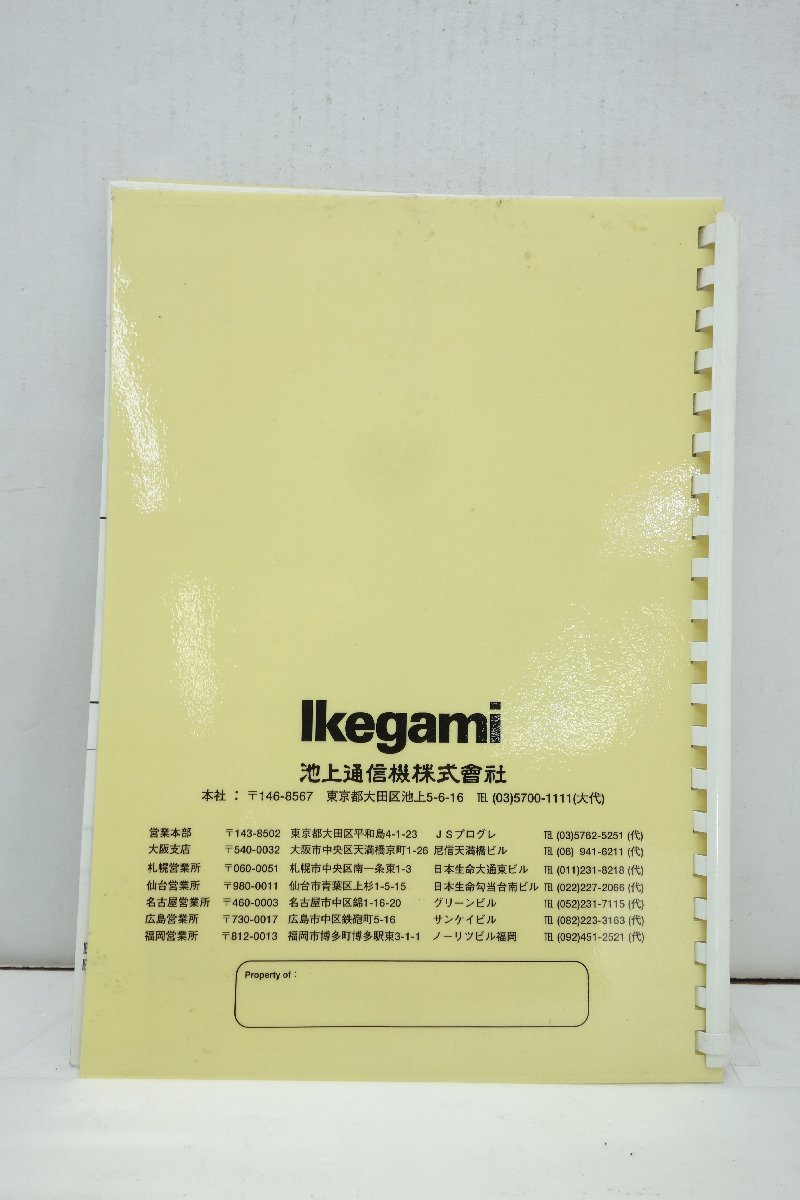 Ikegami
池上通信機株式會社
本社 : 〒146-8567 東京都大田区池上5-6-16 ℡ (03)5700-1111(大代)
営業本部 〒143-8502 東京都大田区平和島4-1-23 JSプログレ ℡ (03)5762-5251 (代)
大阪支店 〒540-0032 大阪市中央区天満橋京町1-26 尼信天満橋ビル ℡ (06) 941-6211 (代)
札幌営業所 〒060-0051 札幌市中央区南一条東1-3 日本生命大通東ビル ℡ (011)231-8218 (代)
仙台営業所 〒980-0011 仙台市青葉区上杉1-5-15 日本生命勾当台南ビル ℡ (022)227-2066 (代)
名古屋営業所 〒460-0003 名古屋市中区錦1-16-20 グリーンビル ℡ (052)231-7115 (代)
広島営業所 〒730-0017 広島市中区鉄砲町5-16 サンケイビル ℡ (082)223-3163 (代)
福岡営業所 〒812-0013 福岡市博多町博多駅東3-1-1 ノーリツビル福岡 ℡ (092)451-2521 (代)
Property of :